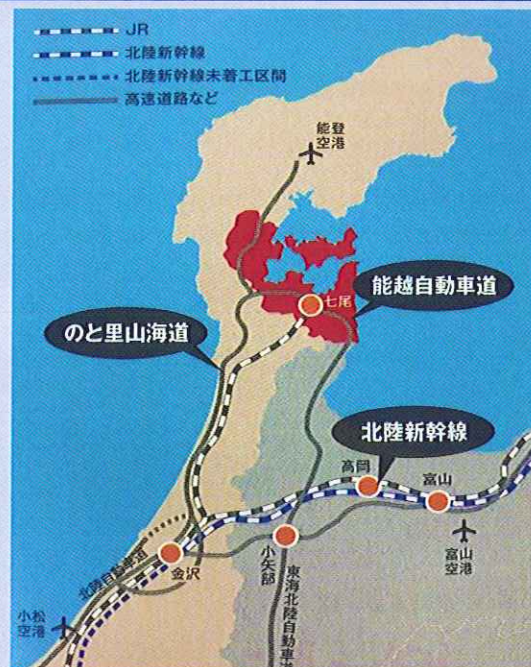 JR
北陸新幹線
北陸新幹線未着工区間
高速道路など
能登
空港
七尾
能越自動車道
のと里山海道
北陸新幹線
高岡
富山
富山
空港
小矢部
金沢
北陸自動車道
東海北陸自動車道
小松
空港